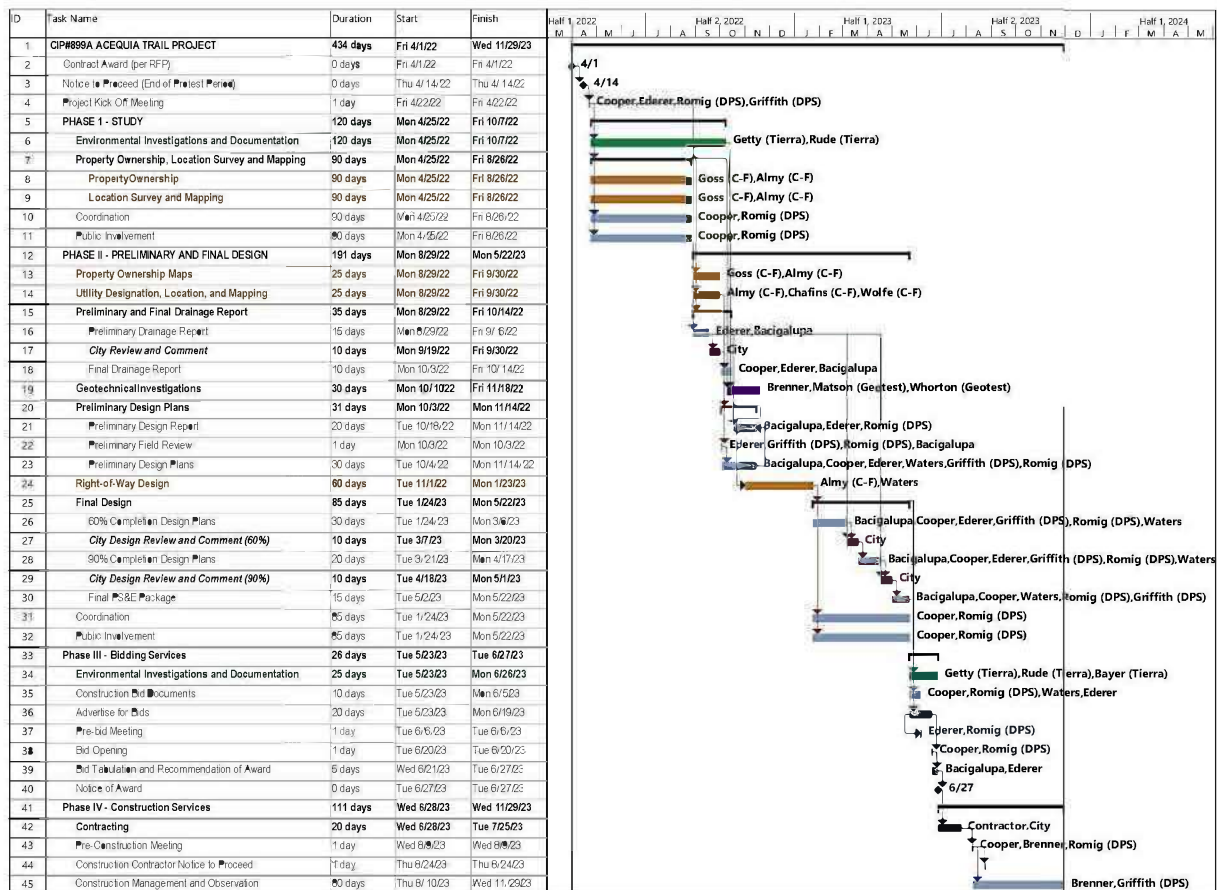 ID Task Name Duration Start Finish Half 1, 2022 Half 2, 2022 Half 1, 2023 Half 2, 2023 Half 1, 2024
M A M J J A S O N D J F M A M J J A S O N D J F M A M
1 CIP#899A ACEQUIA TRAIL PROJECT 434 days Fri 4/1/22 Wed 11/29/23
2 Contract Award (per RFP) 0 days Fri 4/1/22 Fri 4/1/22 4/1
3 Notice to Proceed (End of Protest Period) 0 days Thu 4/14/22 Thu 4/14/22 4/14
4 Project Kick Off Meeting 1 day Fri 4/22/22 Fri 4/22/22 Cooper,Ederer,Romig (DPS),Griffith (DPS)
5 PHASE 1 - STUDY 120 days Mon 4/25/22 Fri 10/7/22
6 Environmental Investigations and Documentation 120 days Mon 4/25/22 Fri 10/7/22 Getty (Tierra),Rude (Tierra)
7 Property Ownership, Location Survey and Mapping 90 days Mon 4/25/22 Fri 8/26/22
8 PropertyOwnership 90 days Mon 4/25/22 Fri 8/26/22 Goss (C-F),Almy (C-F)
9 Location Survey and Mapping 90 days Mon 4/25/22 Fri 8/26/22 Goss (C-F),Almy (C-F)
10 Coordination 90 days Mon 4/25/22 Fri 8/26/22 Cooper,Romig (DPS)
11 Public Involvement 90 days Mon 4/25/22 Fri 8/26/22 Cooper,Romig (DPS)
12 PHASE II - PRELIMINARY AND FINAL DESIGN 191 days Mon 8/29/22 Mon 5/22/23
13 Property Ownership Maps 25 days Mon 8/29/22 Fri 9/30/22 Goss (C-F),Almy (C-F)
14 Utility Designation, Location, and Mapping 25 days Mon 8/29/22 Fri 9/30/22 Almy (C-F),Chafins (C-F),Wolfe (C-F)
15 Preliminary and Final Drainage Report 35 days Mon 8/29/22 Fri 10/14/22
16 Preliminary Drainage Report 15 days Mon 8/29/22 Fri 9/16/22 Ederer,Bacigalupa
17 City Review and Comment 10 days Mon 9/19/22 Fri 9/30/22 City
18 Final Drainage Report 10 days Mon 10/3/22 Fri 10/14/22 Cooper,Ederer,Bacigalupa
19 GeotechnicalInvestigations 30 days Mon 10/10/22 Fri 11/18/22 Brenner,Matson (Geotest),Whorton (Geotest)
20 Preliminary Design Plans 31 days Mon 10/3/22 Mon 11/14/22
21 Preliminary Design Report 20 days Tue 10/18/22 Mon 11/14/22 Bacigalupa,Ederer,Romig (DPS)
22 Preliminary Field Review 1 day Mon 10/3/22 Mon 10/3/22 Ederer,Griffith (DPS),Romig (DPS),Bacigalupa
23 Preliminary Design Plans 30 days Tue 10/4/22 Mon 11/14/22 Bacigalupa,Cooper,Ederer,Waters,Griffith (DPS),Romig (DPS)
24 Right-of-Way Design 60 days Tue 11/1/22 Mon 1/23/23 Almy (C-F),Waters
25 Final Design 85 days Tue 1/24/23 Mon 5/22/23
26 60% Completion Design Plans 30 days Tue 1/24/23 Mon 3/6/23 Bacigalupa,Cooper,Ederer,Griffith (DPS),Romig (DPS),Waters
27 City Design Review and Comment (60%) 10 days Tue 3/7/23 Mon 3/20/23 City
28 90% Completion Design Plans 20 days Tue 3/21/23 Mon 4/17/23 Bacigalupa,Cooper,Ederer,Griffith (DPS),Romig (DPS),Waters
29 City Design Review and Comment (90%) 10 days Tue 4/18/23 Mon 5/1/23 City
30 Final PS&E Package 15 days Tue 5/2/23 Mon 5/22/23 Bacigalupa,Cooper,Waters,Romig (DPS),Griffith (DPS)
31 Coordination 85 days Tue 1/24/23 Mon 5/22/23 Cooper,Romig (DPS)
32 Public Involvement 85 days Tue 1/24/23 Mon 5/22/23 Cooper,Romig (DPS)
33 Phase III - Bidding Services 26 days Tue 5/23/23 Tue 6/27/23
34 Environmental Investigations and Documentation 25 days Tue 5/23/23 Mon 6/26/23 Getty (Tierra),Rude (Tierra),Bayer (Tierra)
35 Construction Bid Documents 10 days Tue 5/23/23 Mon 6/5/23 Cooper,Romig (DPS),Waters,Ederer
36 Advertise for Bids 20 days Tue 5/23/23 Mon 6/19/23
37 Pre-bid Meeting 1 day Tue 6/6/23 Tue 6/6/23 Ederer,Romig (DPS)
38 Bid Opening 1 day Tue 6/20/23 Tue 6/20/23 Cooper,Romig (DPS)
39 Bid Tabulation and Recommendation of Award 5 days Wed 6/21/23 Tue 6/27/23 Bacigalupa,Ederer
40 Notice of Award 0 days Tue 6/27/23 Tue 6/27/23 6/27
41 Phase IV - Construction Services 111 days Wed 6/28/23 Wed 11/29/23
42 Contracting 20 days Wed 6/28/23 Tue 7/25/23 Contractor,City
43 Pre-Construction Meeting 1 day Wed 8/9/23 Wed 8/9/23 Cooper,Brenner,Romig (DPS)
44 Construction Contractor Notice to Proceed 1 day Thu 8/24/23 Thu 8/24/23
45 Construction Management and Observation 80 days Thu 8/10/23 Wed 11/29/23 Brenner,Griffith (DPS)